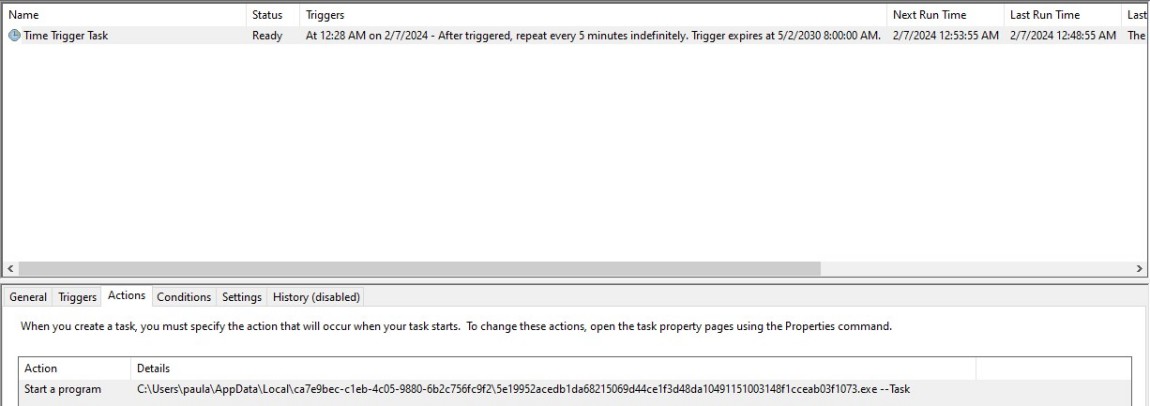 Name Status Triggers Next Run Time Last Run Time Last
Time Trigger Task Ready At 12:28 AM on 2/7/2024 - After triggered, repeat every 5 minutes indefinitely. Trigger expires at 5/2/2030 8:00:00 AM. 2/7/2024 12:53:55 AM 2/7/2024 12:48:55 AM The
General Triggers Actions Conditions Settings History (disabled)
When you create a task, you must specify the action that will occur when your task starts. To change these actions, open the task property pages using the Properties command.
Action Details
Start a program C:\Users\paula\AppData\Local\ca7e9bec-c1eb-4c05-9880-6b2c756fc9f2\5e19952acedb1da68215069d44ce1f3d48da10491151003148f1cceab03f1073.exe --Task